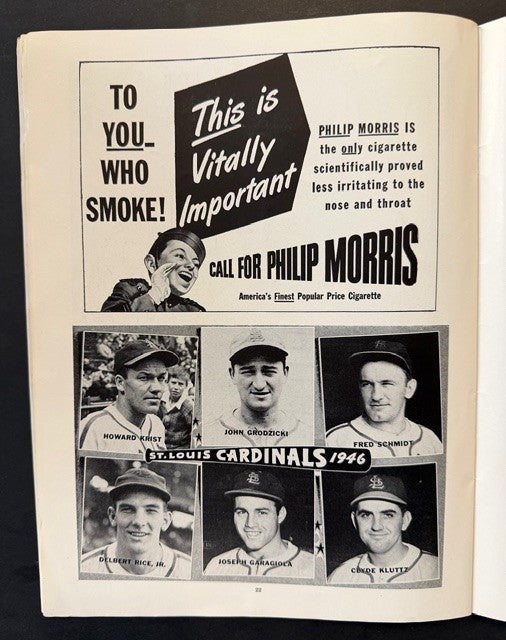 TO
YOU_
WHO
SMOKE!
This is
Vitally
Important
PHILIP MORRIS IS
the only cigarette
scientifically proved
less irritating to the
nose and throat
CALL FOR PHILIP MORRIS
America's Finest Popular Price Cigarette
HOWARD KRIST
JOHN GRODZICKI
FRED SCHMIDT
ST. LOUIS CARDINALS 1946
DELBERT RICE, JR.
JOSEPH GARAGIOLA
CLYDE KLUTTZ
22